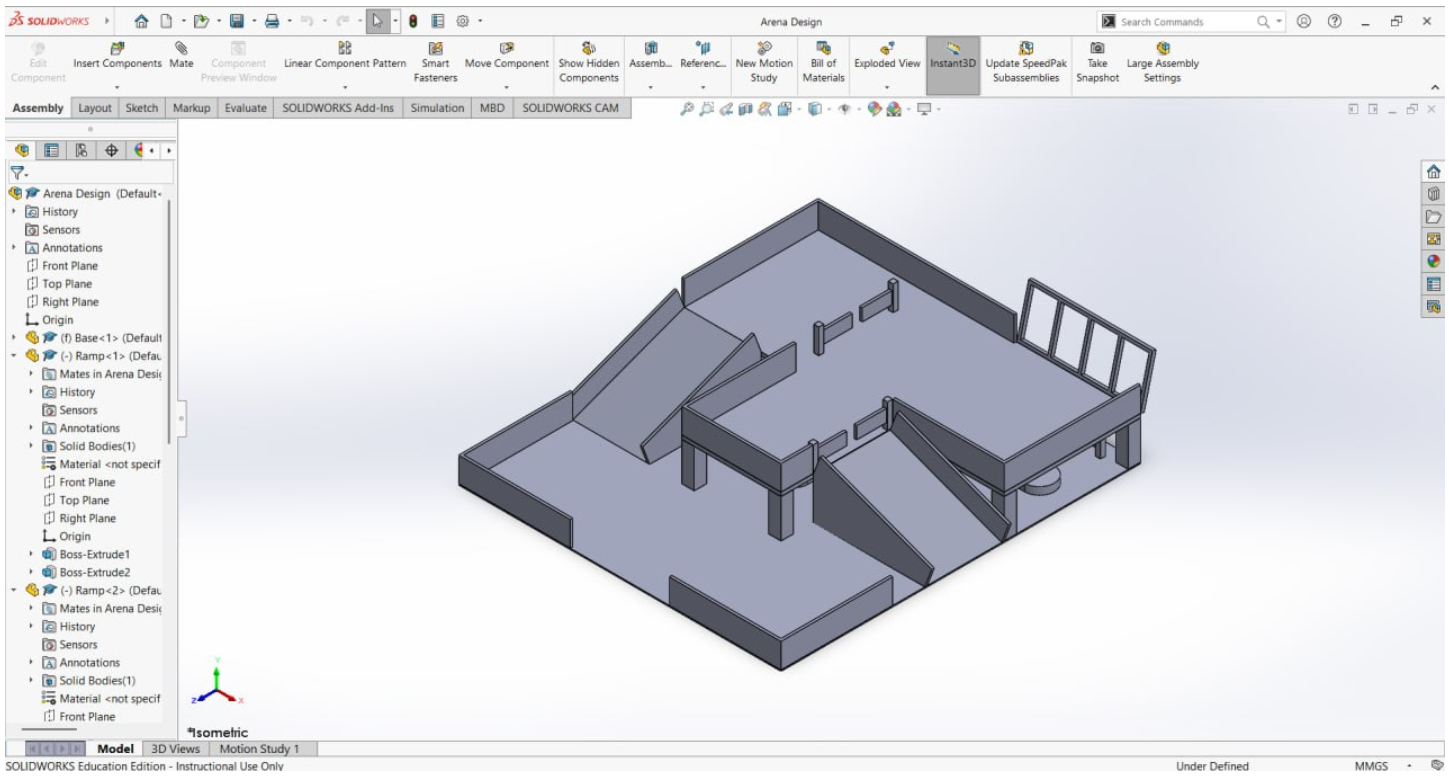 SOLIDWORKS
Arena Design
Search Commands
Edit Component
Insert Components
Mate
Component Preview Window
Linear Component Pattern
Smart Fasteners
Move Component
Show Hidden Components
Assemb...
Referenc...
New Motion Study
Bill of Materials
Exploded View
Instant3D
Update SpeedPak Subassemblies
Take Snapshot
Large Assembly Settings
Assembly Layout Sketch Markup Evaluate SOLIDWORKS Add-Ins Simulation MBD SOLIDWORKS CAM
Arena Design (Default<
History
Sensors
Annotations
Front Plane
Top Plane
Right Plane
Origin
(f) Base<1> (Default
(-) Ramp<1> (Defau
Mates in Arena Desig
History
Sensors
Annotations
Solid Bodies(1)
Material <not specif
Front Plane
Top Plane
Right Plane
Origin
Boss-Extrude1
Boss-Extrude2
(-) Ramp<2> (Defau
Mates in Arena Desig
History
Sensors
Annotations
Solid Bodies(1)
Material <not specif
Front Plane
Y
Z
X
*Isometric
Model 3D Views Motion Study 1
SOLIDWORKS Education Edition - Instructional Use Only
Under Defined
MMGS